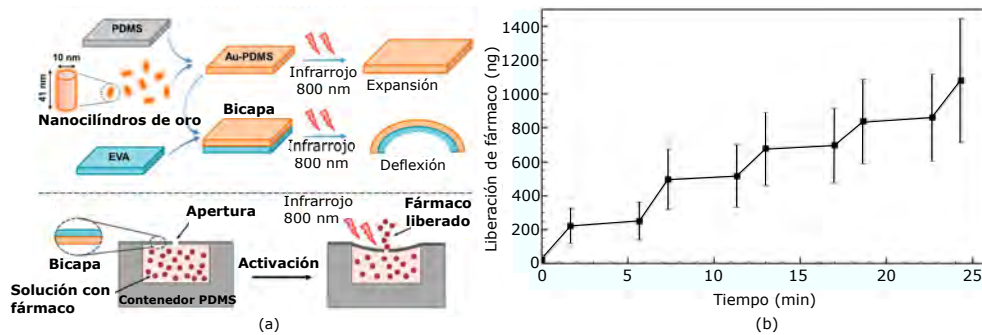 PDMS
10 nm
41 nm
Nanocilíndros de oro
Au-PDMS
Infrarrojo
800 nm
Expansión
Bicapa
EVA
Infrarrojo
800 nm
Deflexión
Apertura
Bicapa
Solución con
fármaco
Contenedor PDMS
Activación
Infrarrojo
800 nm
Fármaco
liberado
(a)
Liberación de fármaco (ng)
1400
1200
1000
800
600
400
200
0
0 5 10 15 20 25
Tiempo (min)
(b)